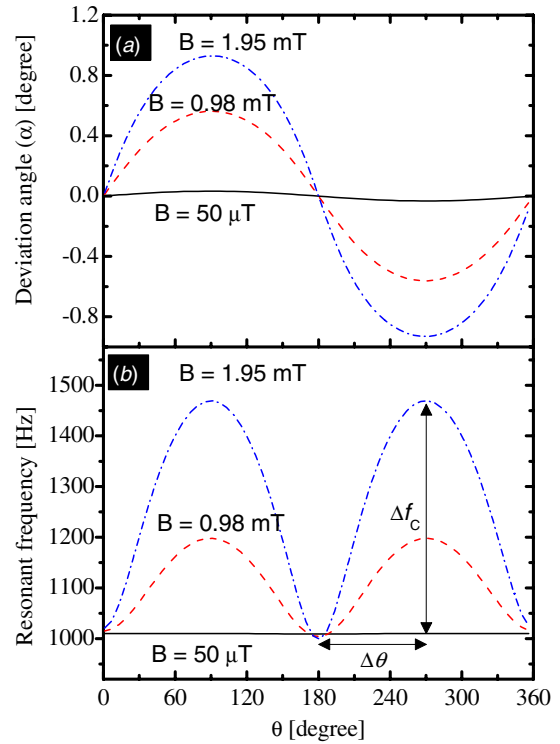 (a)
B = 1.95 mT
B = 0.98 mT
B = 50 μT
Deviation angle (α) [degree]
1.2
0.8
0.4
0.0
-0.4
-0.8
(b)
B = 1.95 mT
B = 0.98 mT
B = 50 μT
Δf_C
Δθ
Resonant frequency [Hz]
1500
1400
1300
1200
1100
1000
0 60 120 180 240 300 360
θ [degree]